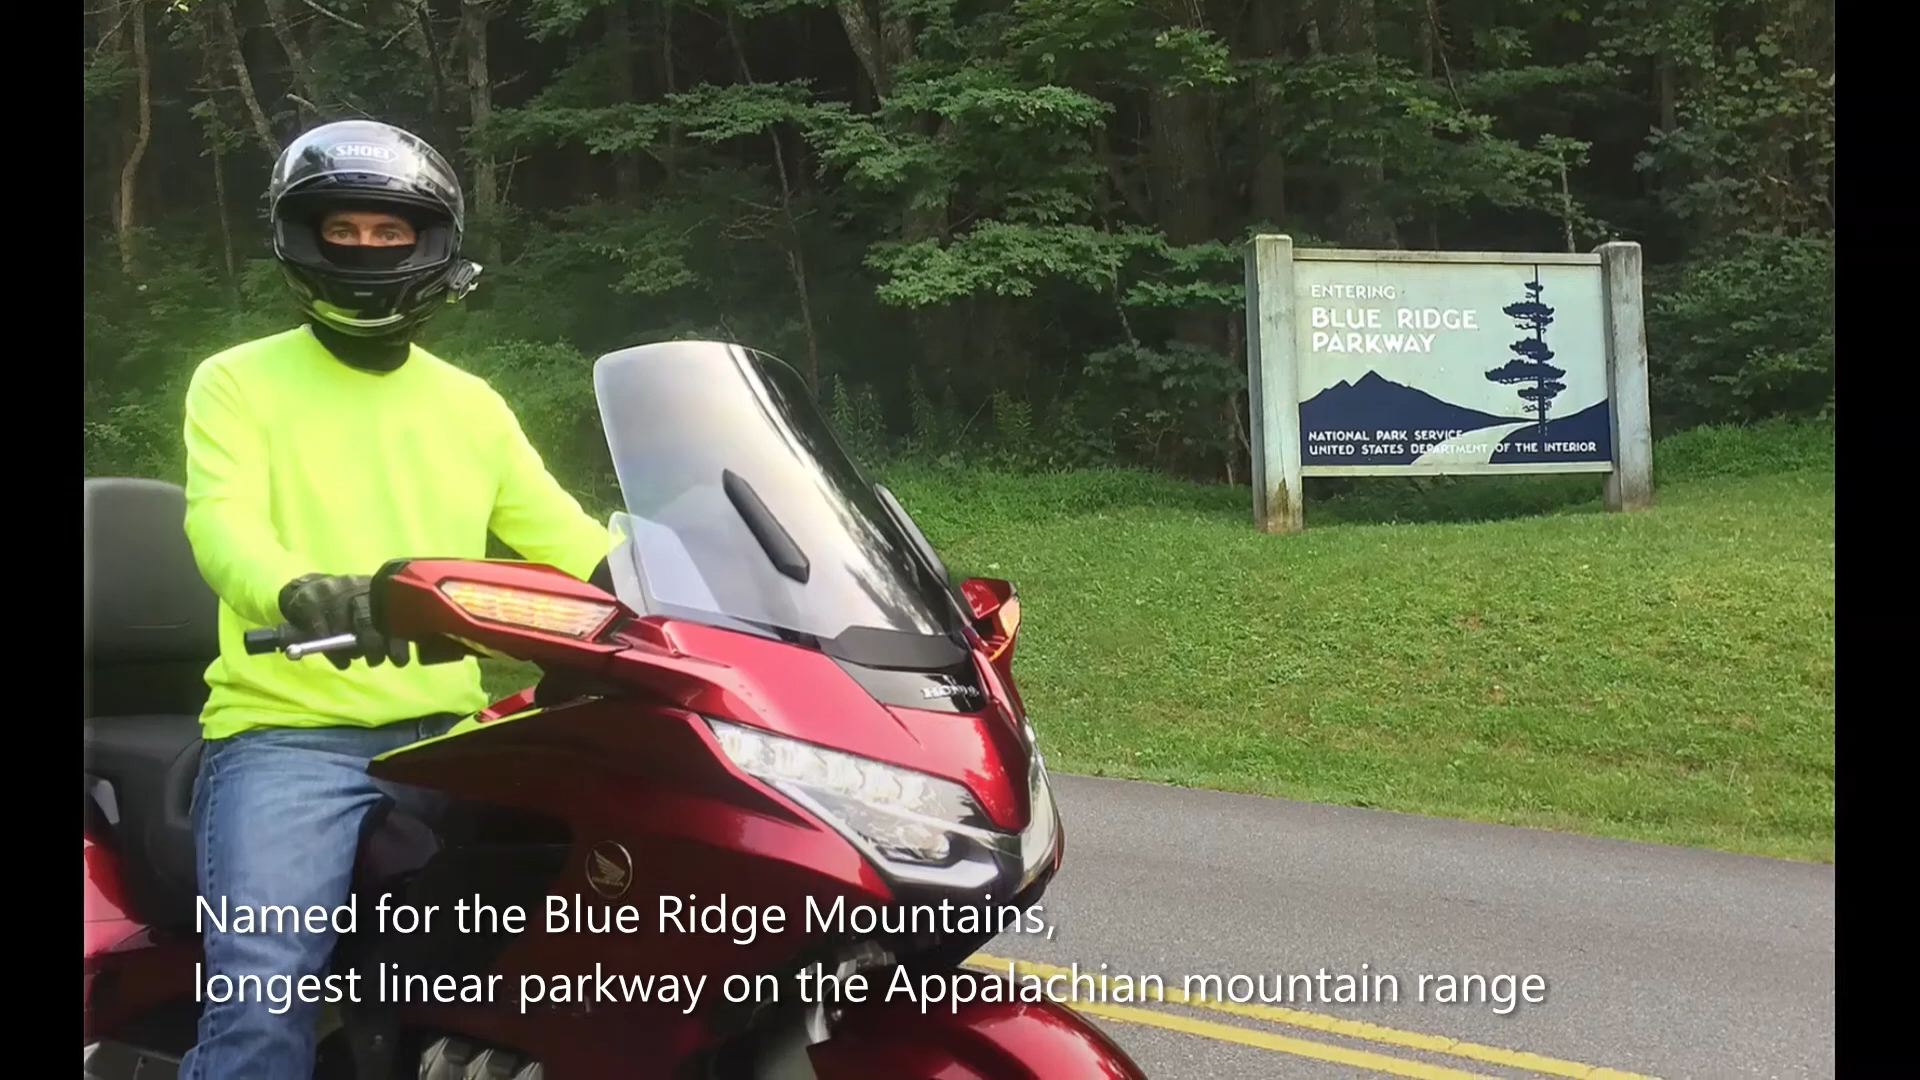 SHOEI
ENTERING
BLUE RIDGE
PARKWAY
NATIONAL PARK SERVICE
UNITED STATES DEPARTMENT OF THE INTERIOR
HONDA
Named for the Blue Ridge Mountains,
longest linear parkway on the Appalachian mountain range